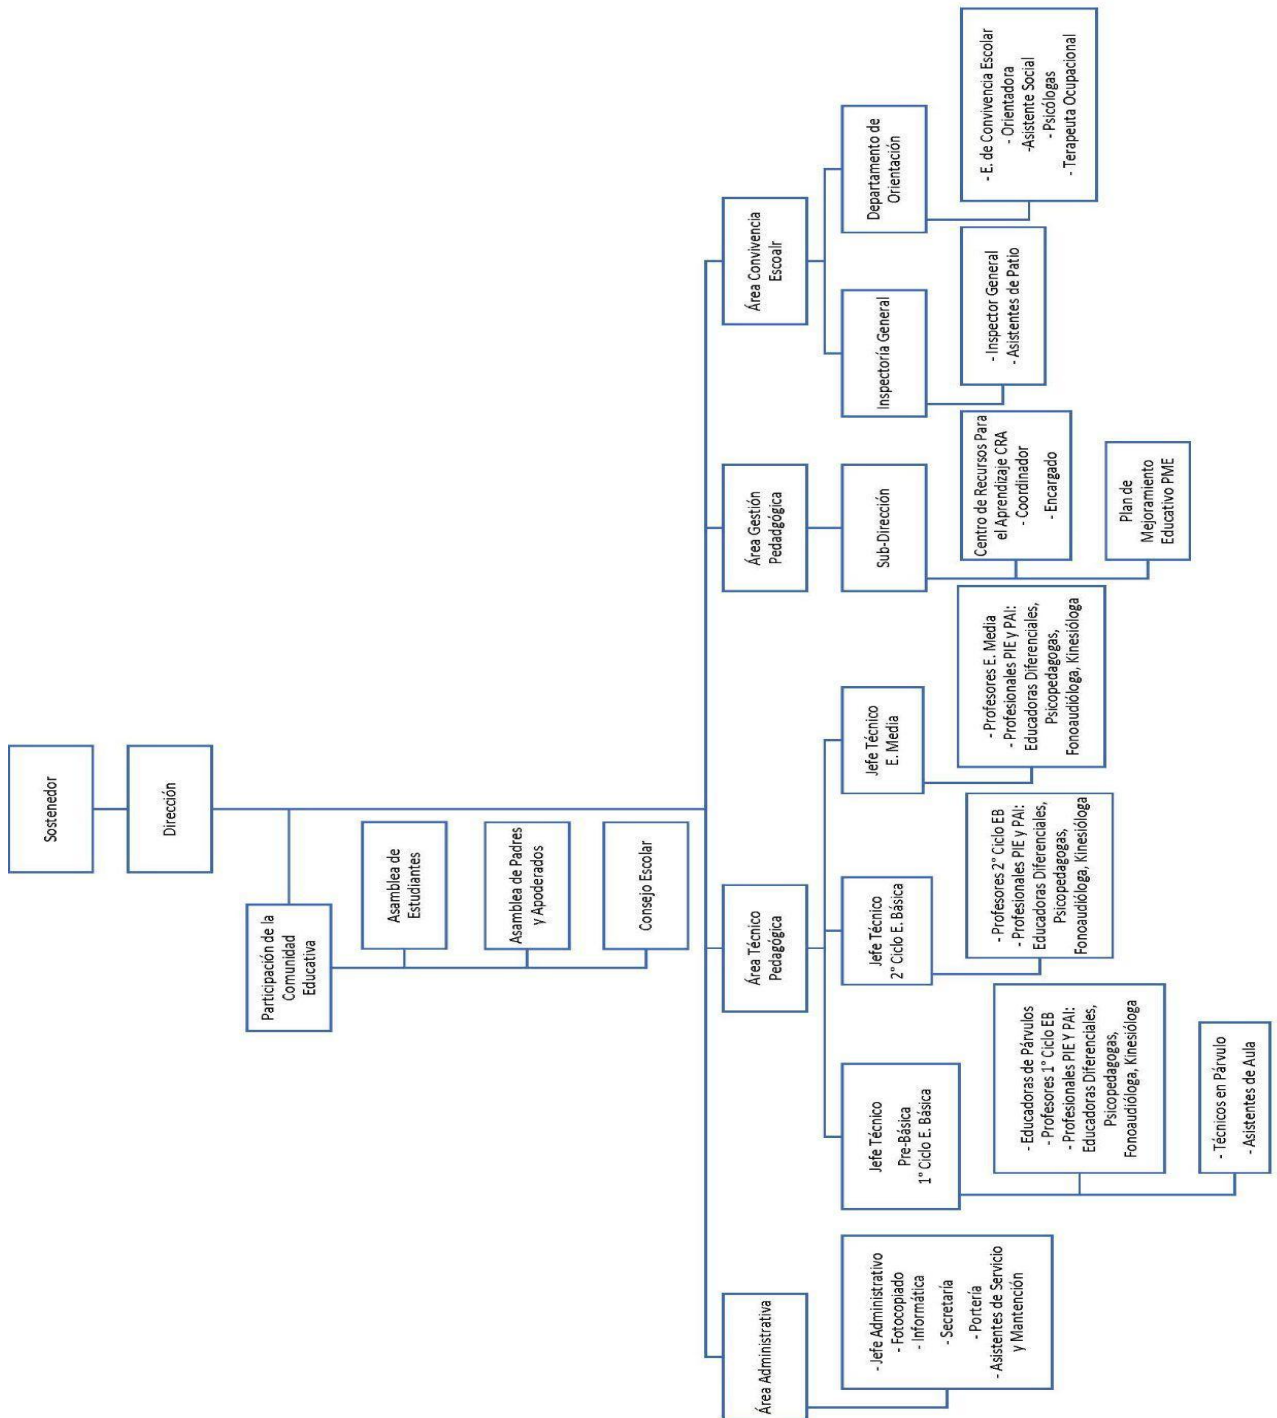 Sostenedor
Dirección
Participación de la
Comunidad
Educativa
Asamblea de
Estudiantes
Asamblea de Padres
y Apoderados
Consejo Escolar
Área Administrativa
- Jefe Administrativo
- Fotocopiado
- Informática
- Secretaría
- Portería
- Asistentes de Servicio
y Mantención
Área Técnico
Pedagógica
Jefe Técnico
Pre-Básica
1° Ciclo E. Básica
- Educadoras de Párvulos
- Profesores 1° Ciclo EB
- Profesionales PIE Y PAI:
Educadoras Diferenciales,
Psicopedagogas,
Fonoaudióloga, Kinesióloga
- Técnicos en Párvulo
- Asistentes de Aula
Jefe Técnico
2° Ciclo E. Básica
- Profesores 2° Ciclo EB
- Profesionales PIE y PAI:
Educadoras Diferenciales,
Psicopedagogas,
Fonoaudióloga, Kinesióloga
Jefe Técnico
E. Media
- Profesores E. Media
- Profesionales PIE y PAI:
Educadoras Diferenciales,
Psicopedagogas,
Fonoaudióloga, Kinesióloga
Área Gestión
Pedadgógica
Sub-Dirección
Centro de Recursos Para
el Aprendizaje CRA
- Coordinador
- Encargado
Plan de
Mejoramiento
Educativo PME
Área Convivencia
Escoalr
Inspectoría General
- Inspector General
- Asistentes de Patio
Departamento de
Orientación
- E. de Convivencia Escolar
- Orientadora
-Asistente Social
- Psicólogas
- Terapeuta Ocupacional